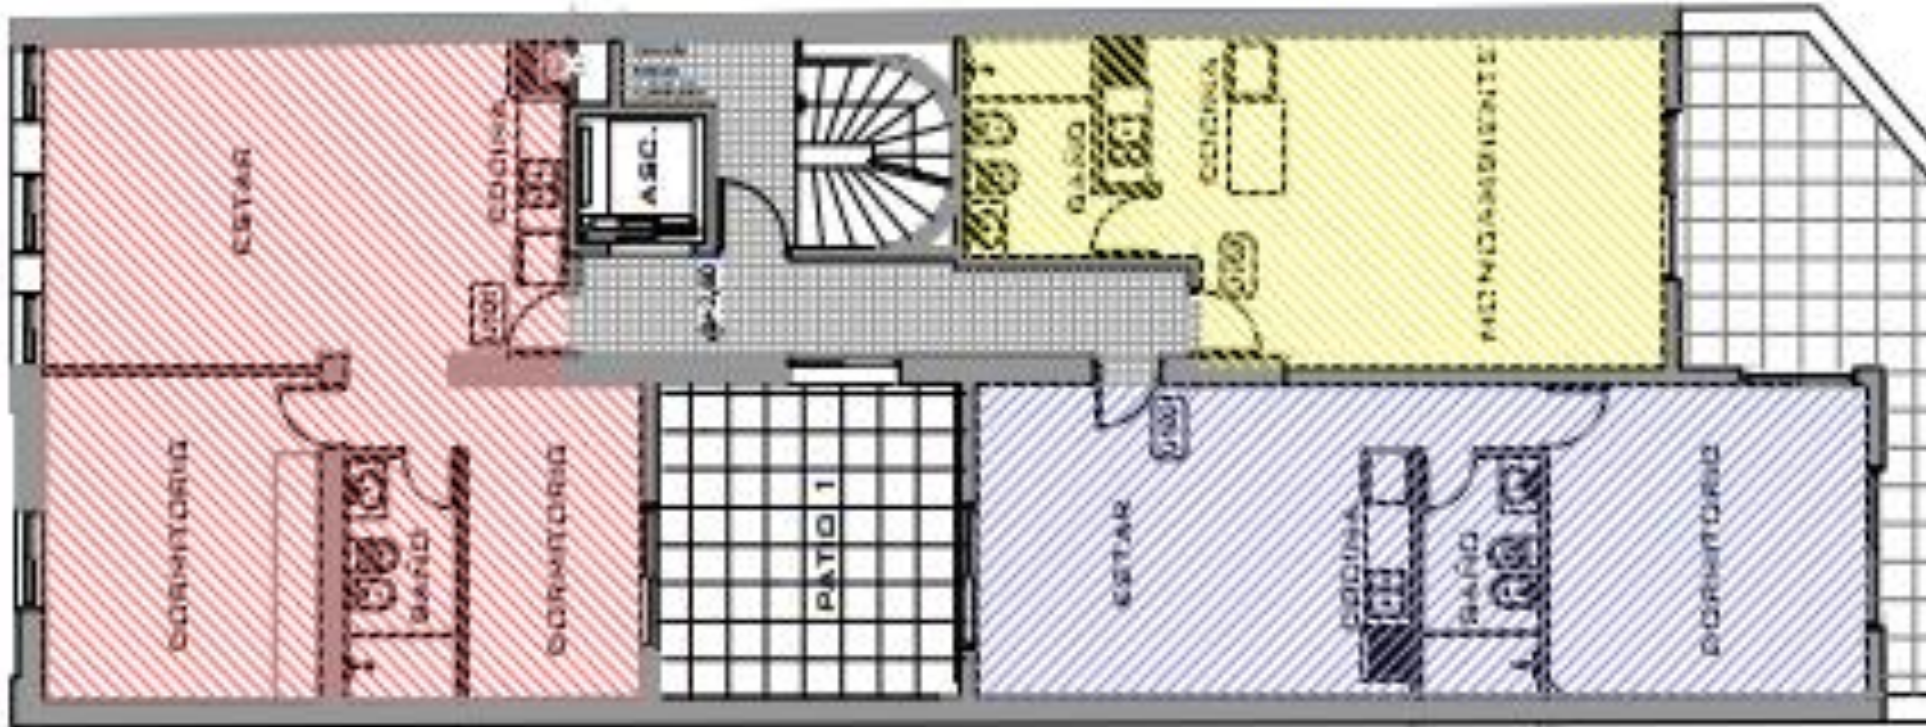 ESTAR
COCINA
ASC.
BAÑO
COCINA
MONOAMBIENTE
DORMITORIO
BAÑO
DORMITORIO
PATIO 1
ESTAR
COCINA
BAÑO
DORMITORIO